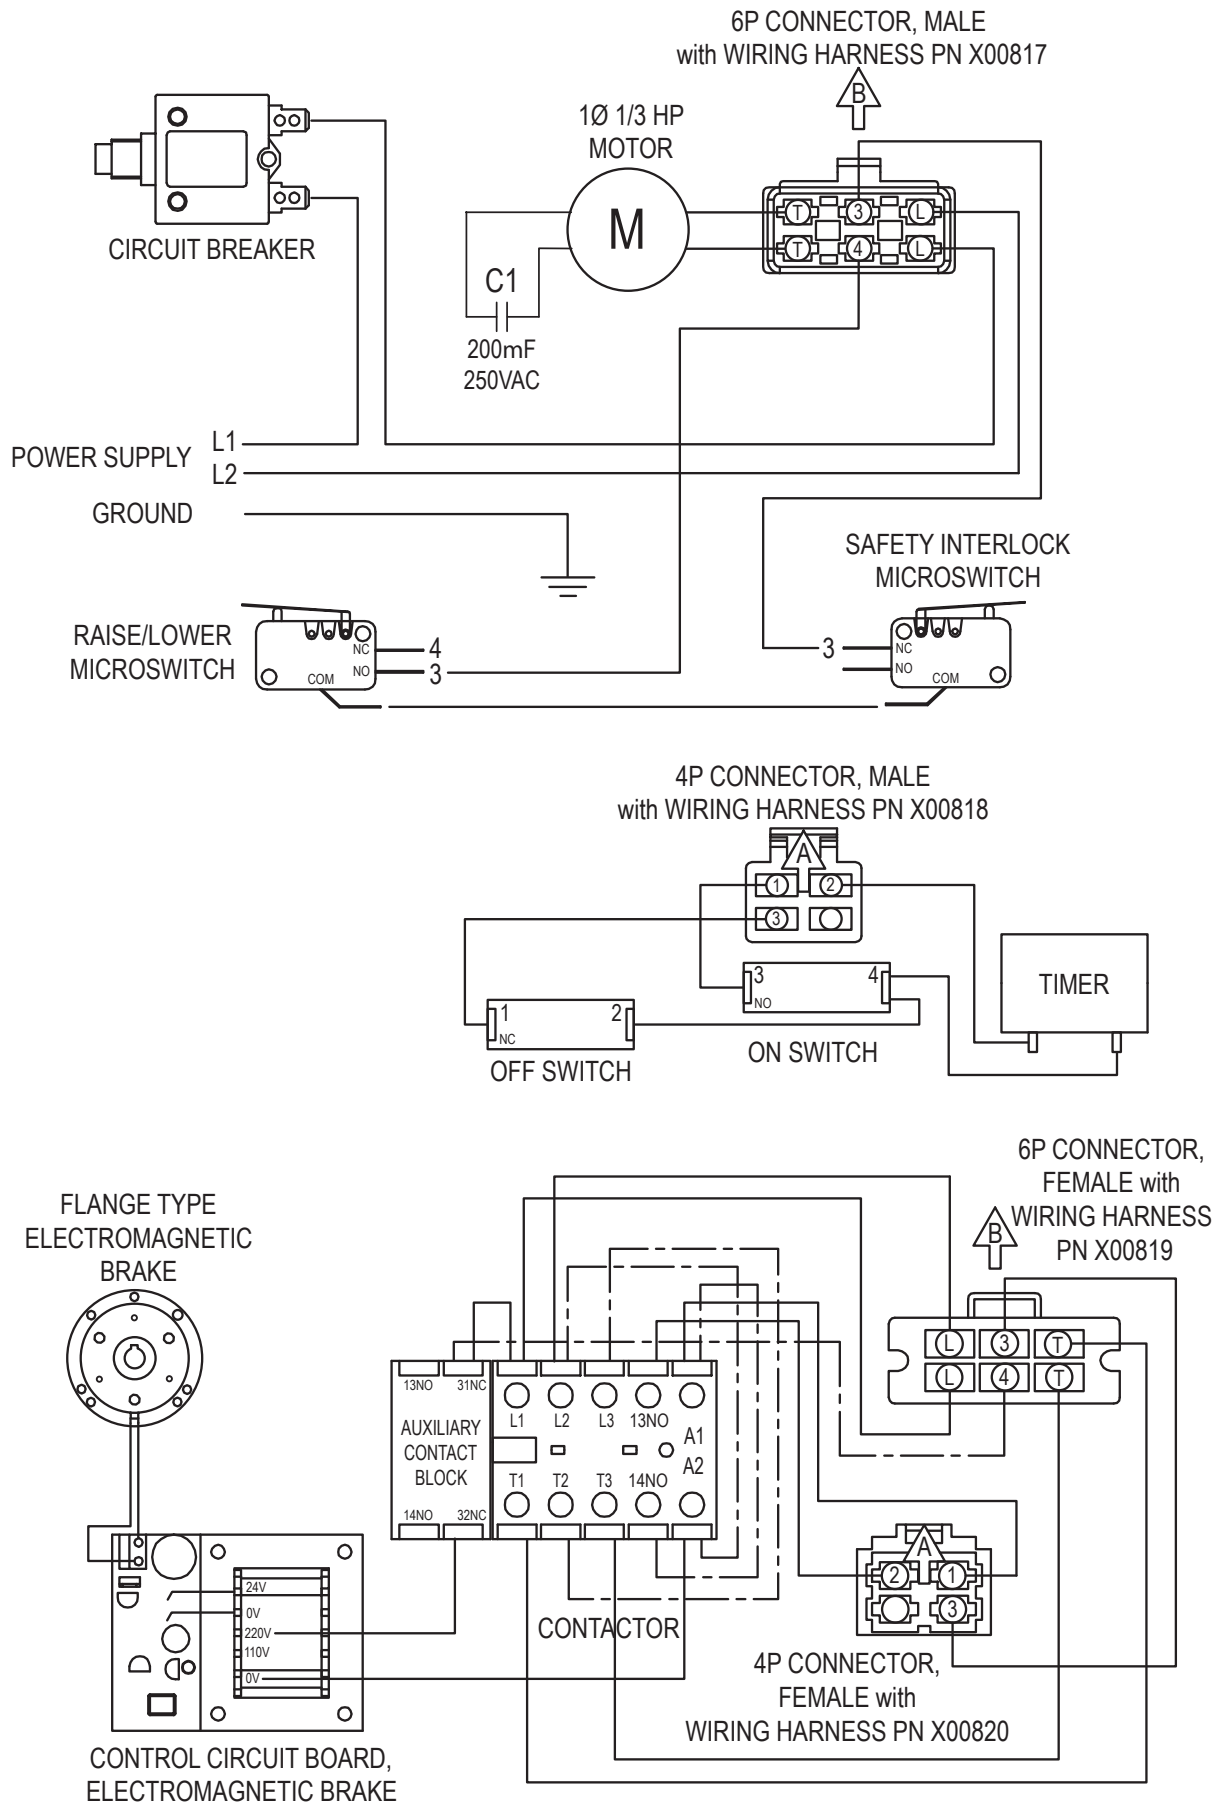 6P CONNECTOR, MALE
with WIRING HARNESS PN X00817
B
1Ø 1/3 HP
MOTOR
M
T 3 L
T 4 L
CIRCUIT BREAKER
C1
200mF
250VAC
POWER SUPPLY
L1
L2
GROUND
SAFETY INTERLOCK
MICROSWITCH
RAISE/LOWER
MICROSWITCH
NC 4
NO 3
COM
3 NC
NO
COM
4P CONNECTOR, MALE
with WIRING HARNESS PN X00818
A
1 2
3
TIMER
3 4
NO
ON SWITCH
1 2
NC
OFF SWITCH
6P CONNECTOR,
FEMALE with
WIRING HARNESS
PN X00819
B
FLANGE TYPE
ELECTROMAGNETIC
BRAKE
L 3 T
L 4 T
13NO 31NC
AUXILIARY
CONTACT
BLOCK
14NO 32NC
L1 L2 L3 13NO
A1
A2
T1 T2 T3 14NO
CONTACTOR
A
2 1
3
4P CONNECTOR,
FEMALE with
WIRING HARNESS PN X00820
24V
0V
220V
110V
0V
CONTROL CIRCUIT BOARD,
ELECTROMAGNETIC BRAKE